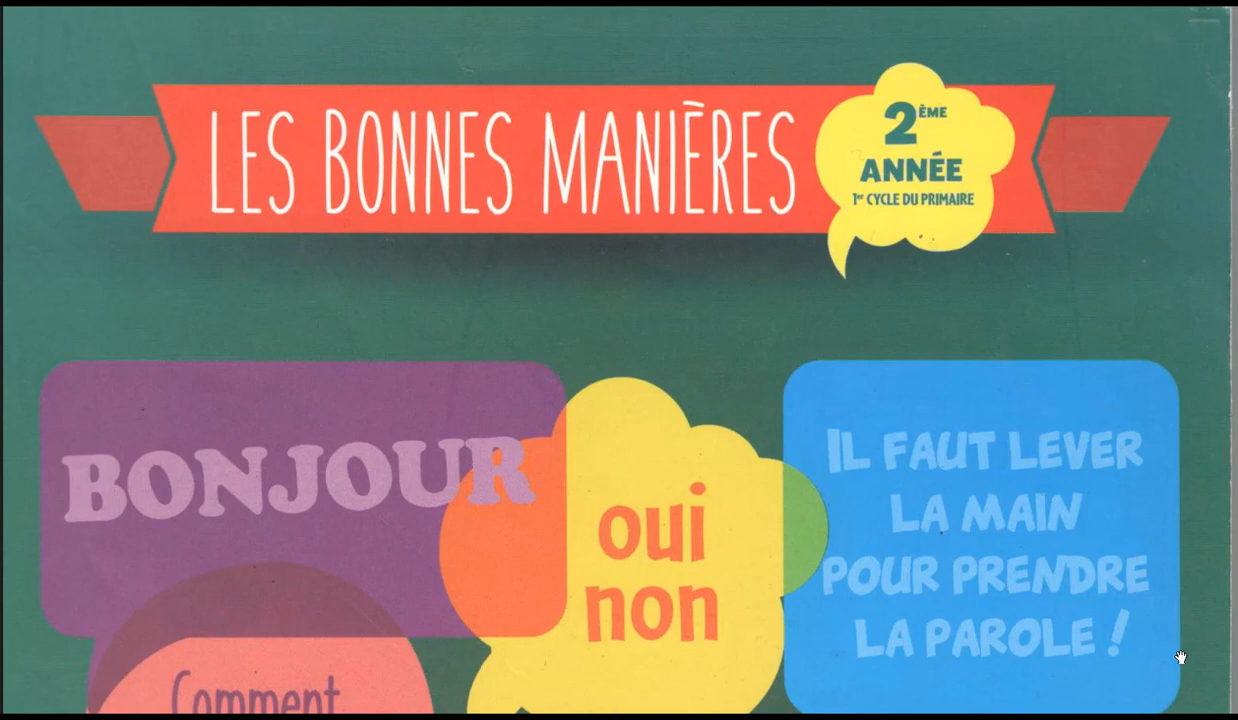 LES BONNES MANIÈRES
2ÈME
ANNÉE
1er CYCLE DU PRIMAIRE
BONJOUR
oui
non
IL FAUT LEVER
LA MAIN
POUR PRENDRE
LA PAROLE !
Comment